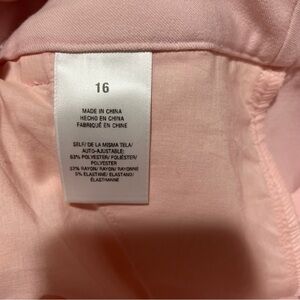 16
MADE IN CHINA
HECHO EN CHINA
FABRIQUÉ EN CHINE
SELF/ DE LA MISMA TELA/
AUTO-AJUSTABLE:
63% POLYESTER/ POLIÉSTER/
POLYESTER
32% RAYON/ RAYÓN/ RAYONNE
5% ELASTANE/ ELASTANO/
ÉLASTHANNE